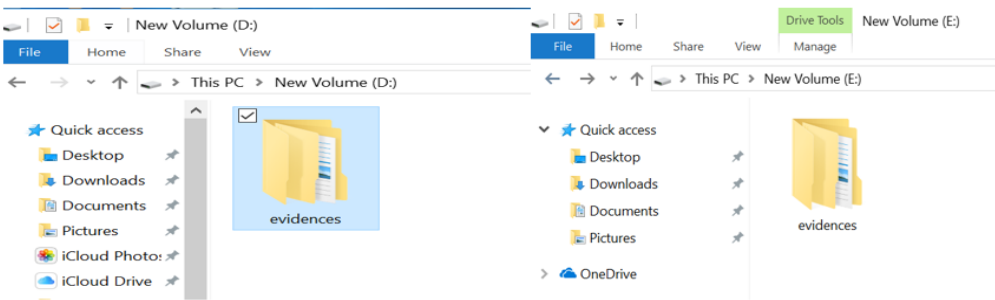 New Volume (D:)
File Home Share View
This PC > New Volume (D:)
Quick access
Desktop
Downloads
Documents
Pictures
iCloud Photo:
iCloud Drive
evidences
Drive Tools New Volume (E:)
File Home Share View Manage
This PC > New Volume (E:)
Quick access
Desktop
Downloads
Documents
Pictures
OneDrive
evidences